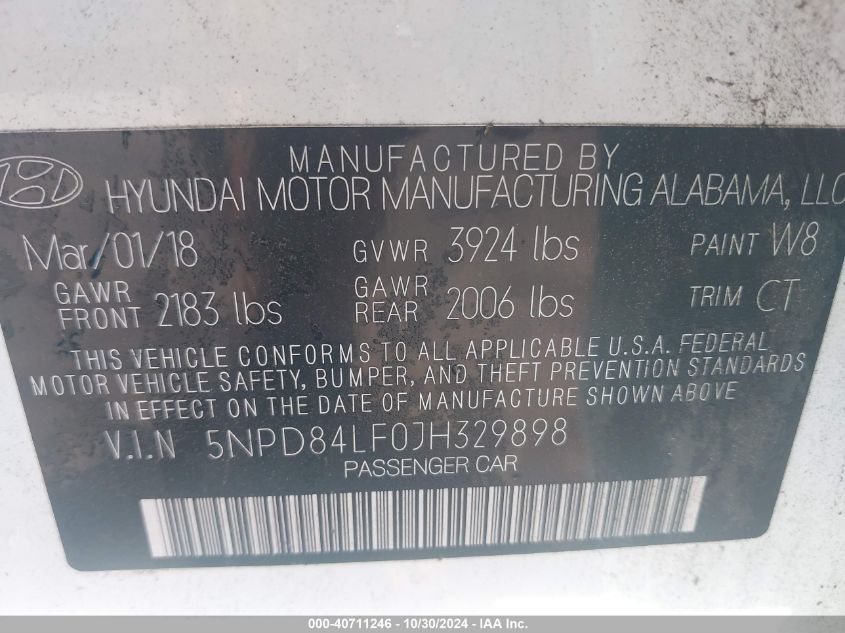 MANUFACTURED BY
HYUNDAI MOTOR MANUFACTURING ALABAMA, LLC
Mar/01/18 GVWR 3924 lbs PAINT W8
GAWR FRONT 2183 lbs GAWR REAR 2006 lbs TRIM CT
THIS VEHICLE CONFORMS TO ALL APPLICABLE U.S.A. FEDERAL
MOTOR VEHICLE SAFETY, BUMPER, AND THEFT PREVENTION STANDARDS
IN EFFECT ON THE DATE OF MANUFACTURE SHOWN ABOVE
V.I.N 5NPD84LF0JH329898
PASSENGER CAR
000-40711246 - 10/30/2024 - IAA Inc.